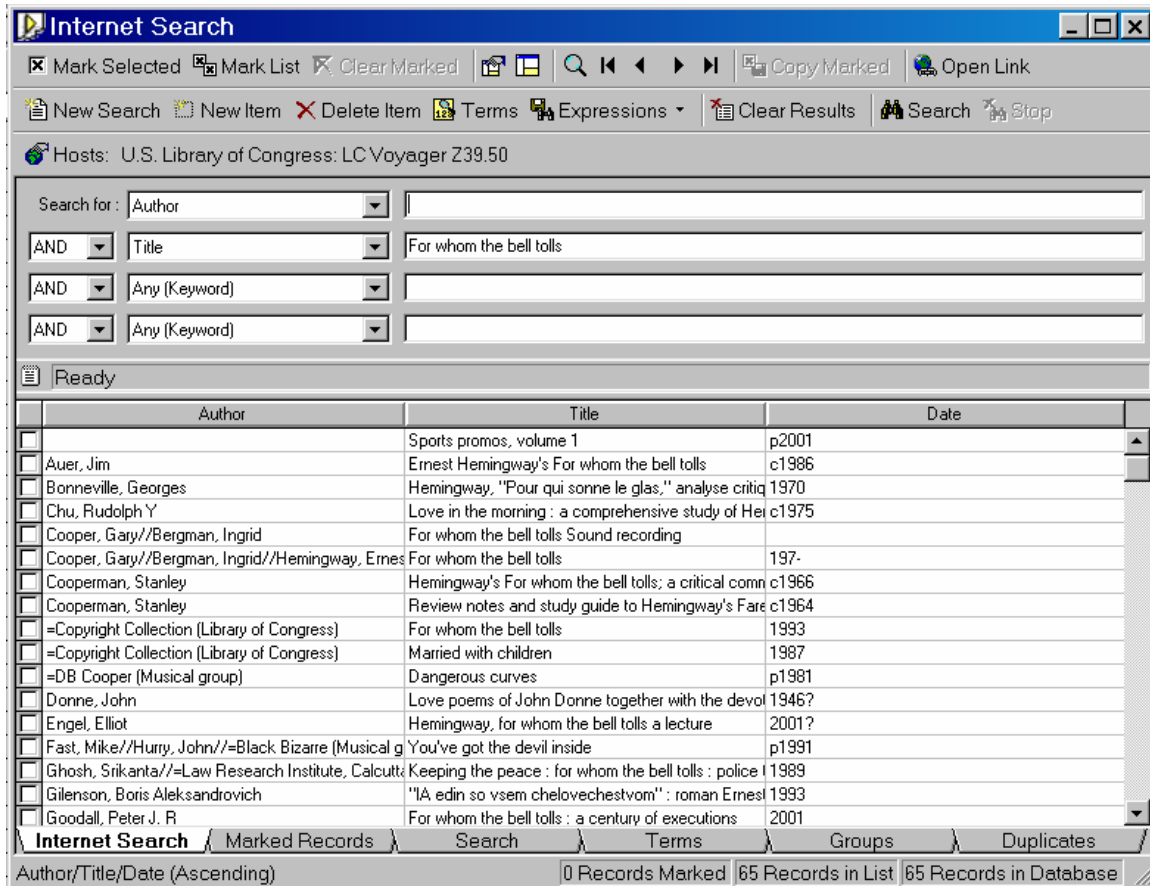 Internet Search
Mark Selected Mark List Clear Marked Copy Marked Open Link
New Search New Item Delete Item Terms Expressions Clear Results Search Stop
Hosts: U.S. Library of Congress: LC Voyager Z39.50
Search for : Author
AND Title For whom the bell tolls
AND Any (Keyword)
AND Any (Keyword)
Ready
Author Title Date
Sports promos, volume 1 p2001
Auer, Jim Ernest Hemingway's For whom the bell tolls c1986
Bonneville, Georges Hemingway, "Pour qui sonne le glas," analyse critiq 1970
Chu, Rudolph Y Love in the morning : a comprehensive study of Her c1975
Cooper, Gary//Bergman, Ingrid For whom the bell tolls Sound recording
Cooper, Gary//Bergman, Ingrid//Hemingway, Ernes For whom the bell tolls 197-
Cooperman, Stanley Hemingway's For whom the bell tolls; a critical comm c1966
Cooperman, Stanley Review notes and study guide to Hemingway's Fare c1964
=Copyright Collection (Library of Congress) For whom the bell tolls 1993
=Copyright Collection (Library of Congress) Married with children 1987
=DB Cooper (Musical group) Dangerous curves p1981
Donne, John Love poems of John Donne together with the devot 1946?
Engel, Elliot Hemingway, for whom the bell tolls a lecture 2001?
Fast, Mike//Hurry, John//=Black Bizarre (Musical g You've got the devil inside p1991
Ghosh, Srikanta//=Law Research Institute, Calcutta Keeping the peace : for whom the bell tolls : police 1989
Gilenson, Boris Aleksandrovich "IA edin so vsem chelovechestvom" : roman Ernest 1993
Goodall, Peter J. R For whom the bell tolls : a century of executions 2001
Internet Search Marked Records Search Terms Groups Duplicates
Author/Title/Date (Ascending) 0 Records Marked 65 Records in List 65 Records in Database